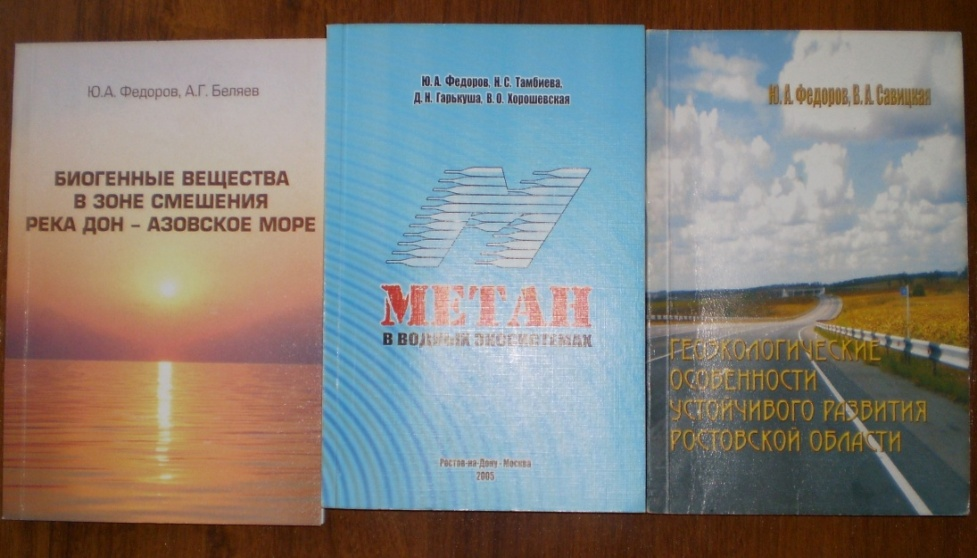 Ю.А. Федоров, А.Г. Беляев
БИОГЕННЫЕ ВЕЩЕСТВА
В ЗОНЕ СМЕШЕНИЯ
РЕКА ДОН – АЗОВСКОЕ МОРЕ
Ю. А. Федоров, Н. С. Тамбиева,
Д. Н. Гарькуша, В. О. Хорошевская
М
МЕТАН
В ВОДНЫХ ЭКОСИСТЕМАХ
Ростов-на-Дону - Москва
2005
Ю. А. Федоров, В. А. Савицкая
ГЕОЭКОЛОГИЧЕСКИЕ
ОСОБЕННОСТИ
УСТОЙЧИВОГО РАЗВИТИЯ
РОСТОВСКОЙ ОБЛАСТИ